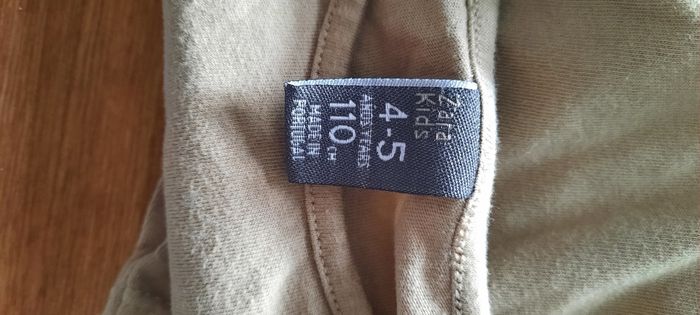 Zara
Kids
4-5
AÑOS/YEARS
110 CM
MADE IN
PORTUGAL